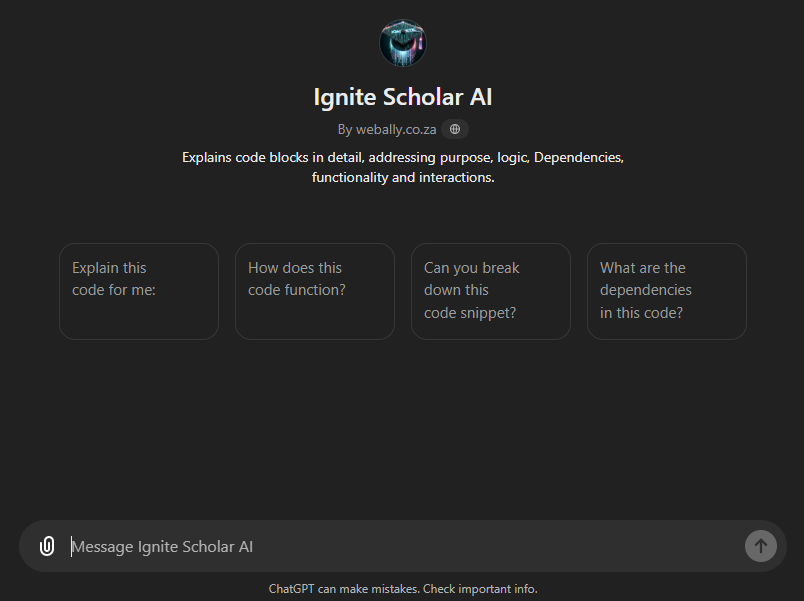 Ignite Scholar AI
By webally.co.za
Explains code blocks in detail, addressing purpose, logic, Dependencies,
functionality and interactions.
Explain this
code for me:
How does this
code function?
Can you break
down this
code snippet?
What are the
dependencies
in this code?
Message Ignite Scholar AI
ChatGPT can make mistakes. Check important info.